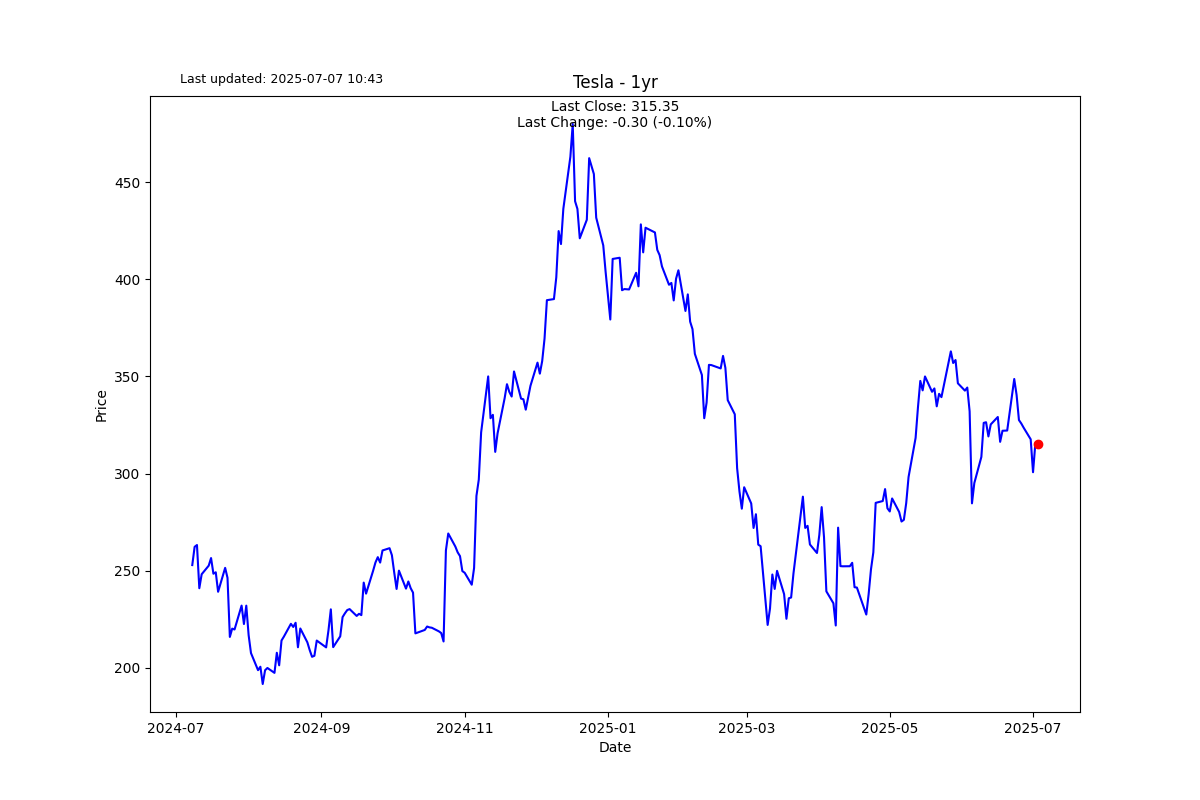 Last updated: 2025-07-07 10:43
Tesla - 1yr
Last Close: 315.35
Last Change: -0.30 (-0.10%)
450
400
350
300
250
200
Price
2024-07 2024-09 2024-11 2025-01 2025-03 2025-05 2025-07
Date